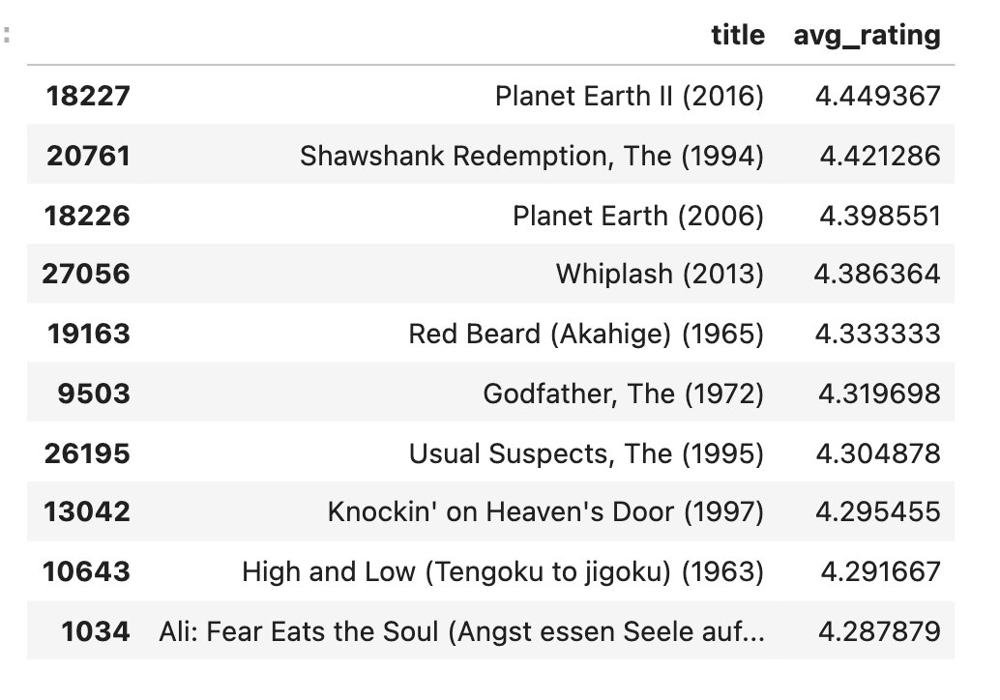 :
title avg_rating
18227 Planet Earth II (2016) 4.449367
20761 Shawshank Redemption, The (1994) 4.421286
18226 Planet Earth (2006) 4.398551
27056 Whiplash (2013) 4.386364
19163 Red Beard (Akahige) (1965) 4.333333
9503 Godfather, The (1972) 4.319698
26195 Usual Suspects, The (1995) 4.304878
13042 Knockin' on Heaven's Door (1997) 4.295455
10643 High and Low (Tengoku to jigoku) (1963) 4.291667
1034 Ali: Fear Eats the Soul (Angst essen Seele auf... 4.287879